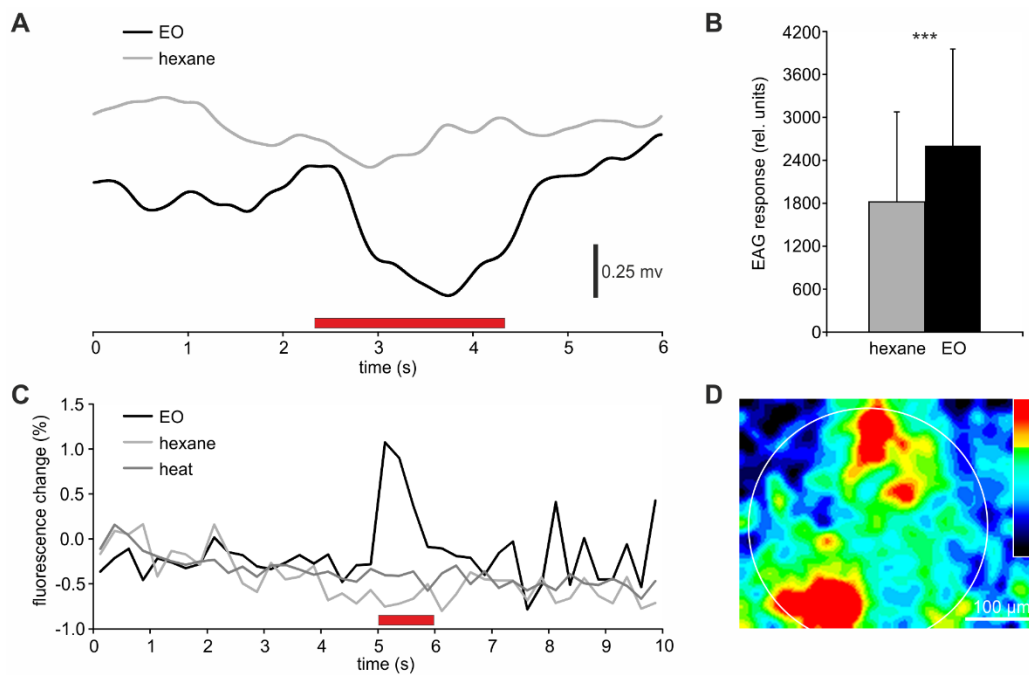 A
EO
hexane
0.25 mv
0 1 2 3 4 5 6
time (s)
B
4200
3600
3000
2400
1800
1200
600
0
EAG response (rel. units)
***
hexane EO
C
1.5
1.0
0.5
0.0
-0.5
-1.0
fluorescence change (%)
EO
hexane
heat
0 1 2 3 4 5 6 7 8 9 10
time (s)
D
100 µm